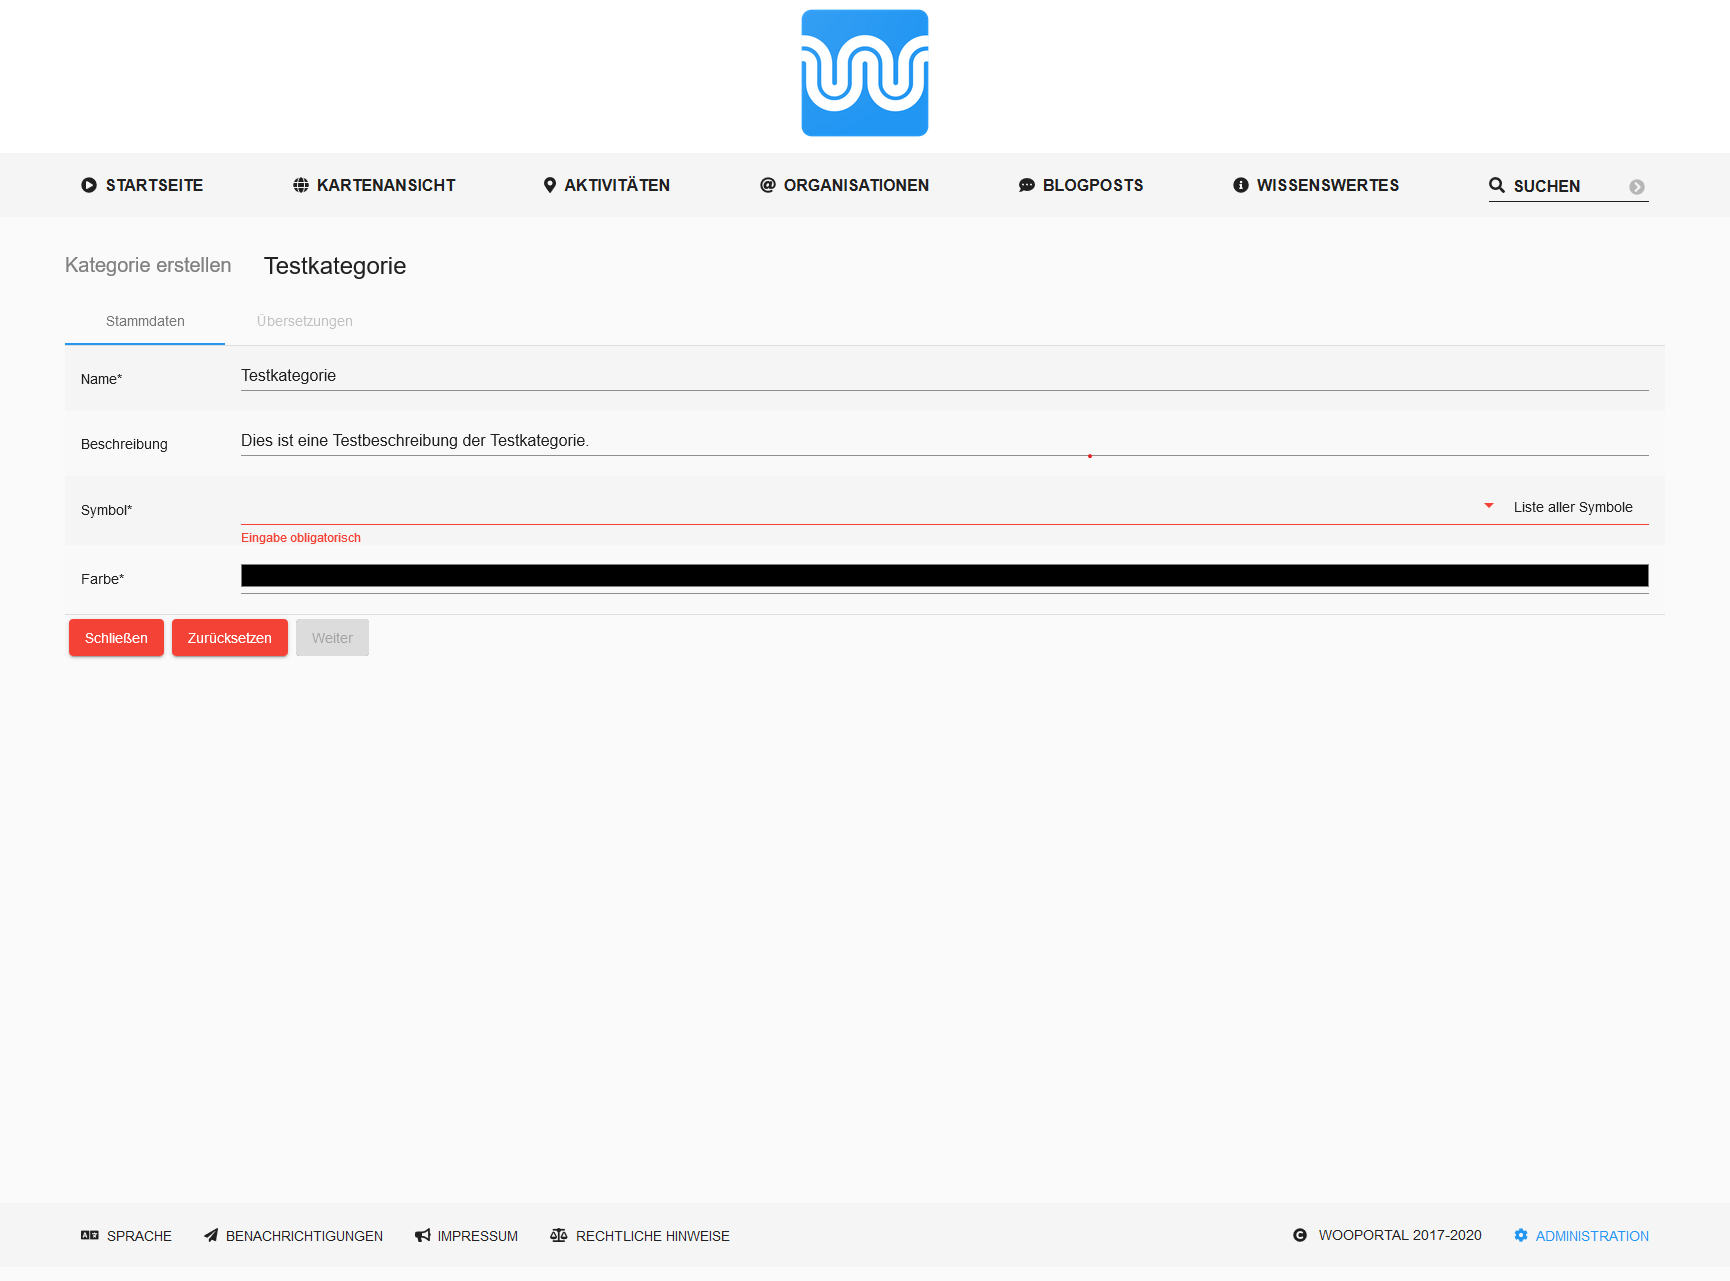 STARTSEITE KARTENANSICHT AKTIVITÄTEN ORGANISATIONEN BLOGPOSTS WISSENSWERTES SUCHEN
Kategorie erstellen Testkategorie
Stammdaten Übersetzungen
Name* Testkategorie
Beschreibung Dies ist eine Testbeschreibung der Testkategorie.
Symbol* Liste aller Symbole
Eingabe obligatorisch
Farbe*
Schließen Zurücksetzen Weiter
SPRACHE BENACHRICHTIGUNGEN IMPRESSUM RECHTLICHE HINWEISE WOOPORTAL 2017-2020 ADMINISTRATION